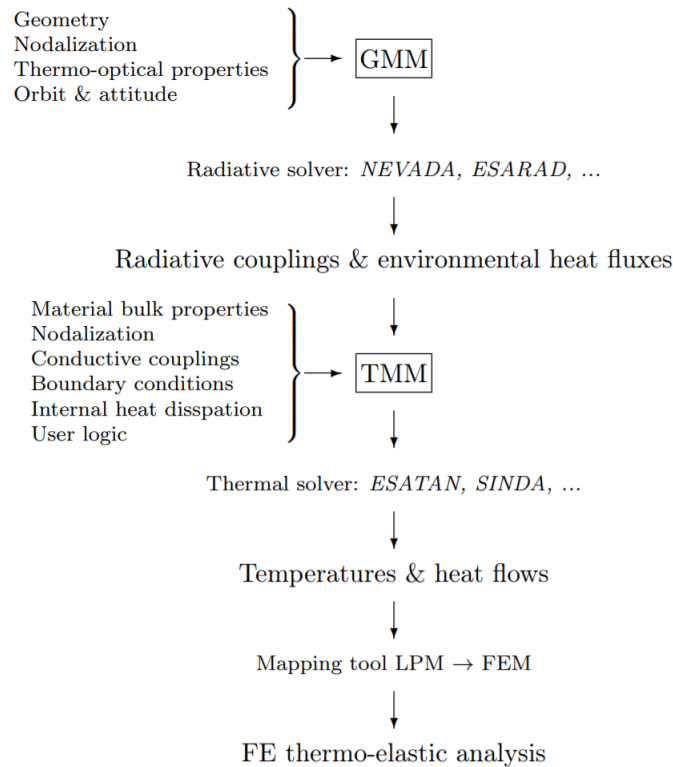 Geometry
Nodalization
Thermo-optical properties
Orbit & attitude
GMM
Radiative solver: NEVADA, ESARAD, ...
Radiative couplings & environmental heat fluxes
Material bulk properties
Nodalization
Conductive couplings
Boundary conditions
Internal heat disspation
User logic
TMM
Thermal solver: ESATAN, SINDA, ...
Temperatures & heat flows
Mapping tool LPM → FEM
FE thermo-elastic analysis